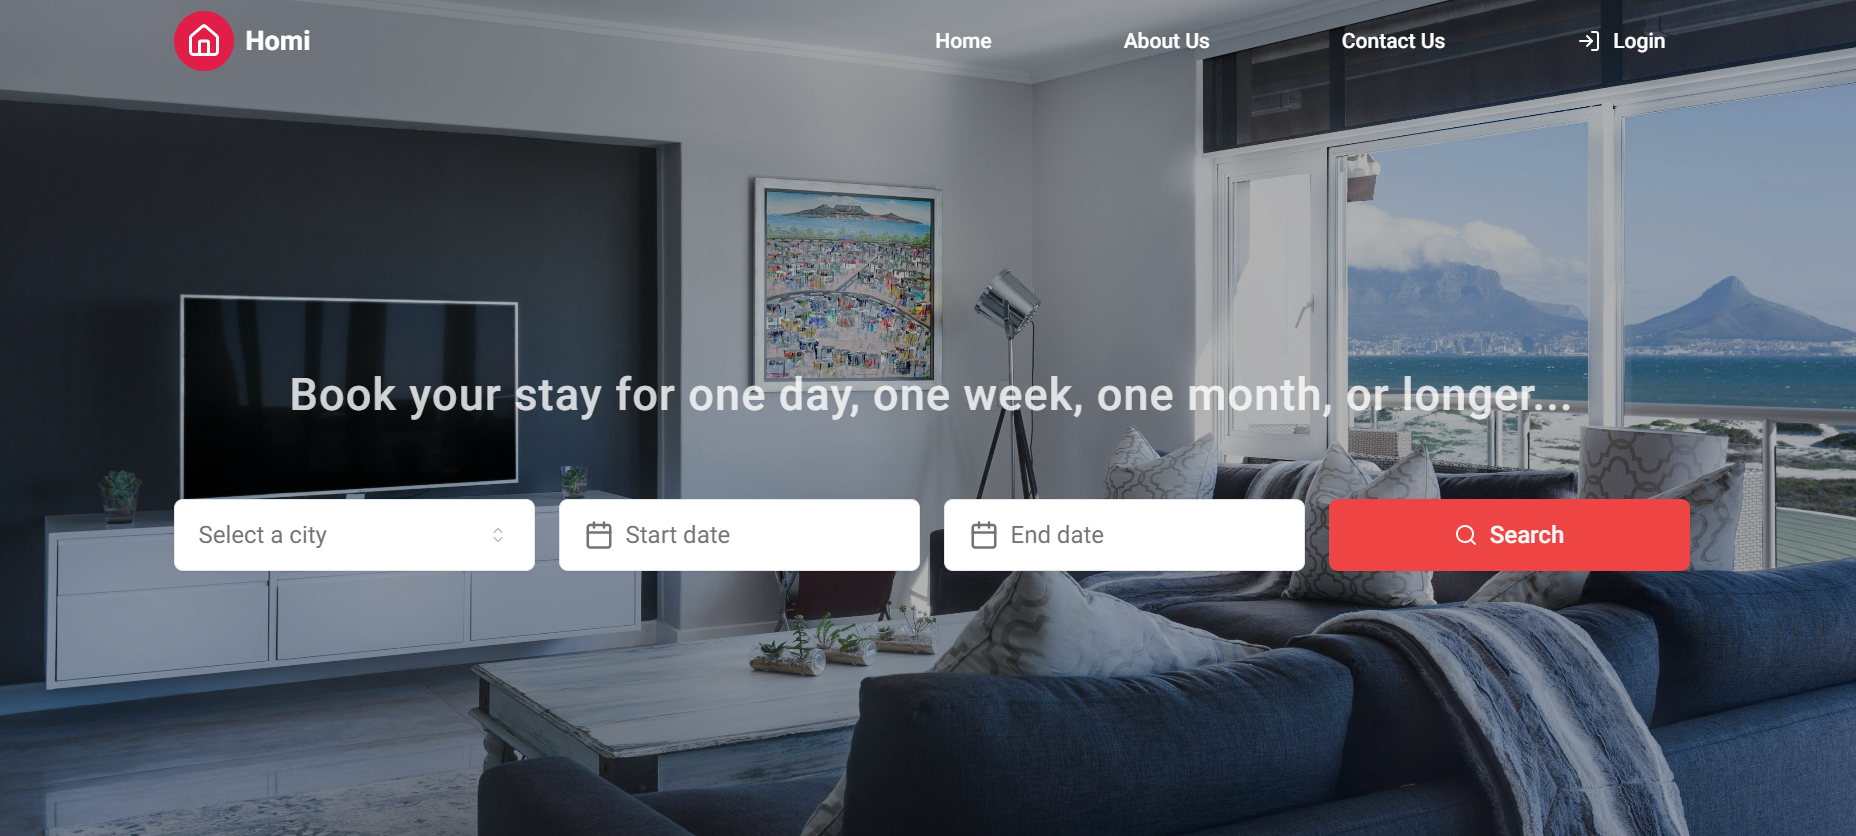 Homi
Home
About Us
Contact Us
Login
Book your stay for one day, one week, one month, or longer...
Select a city
Start date
End date
Search